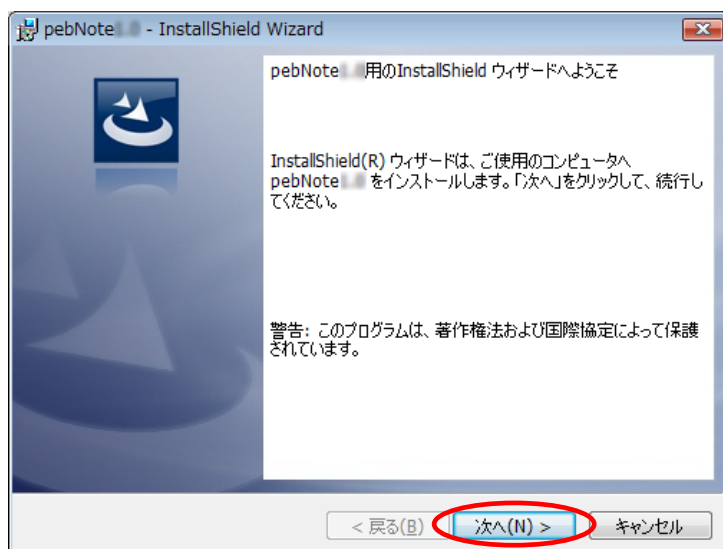 pebNote - InstallShield Wizard
pebNote 用のInstallShield ウィザードへようこそ
InstallShield(R) ウィザードは、ご使用のコンピュータへ
pebNote をインストールします。「次へ」をクリックして、続行し
てください。
警告: このプログラムは、著作権法および国際協定によって保護
されています。
< 戻る(B)
次へ(N) >
キャンセル